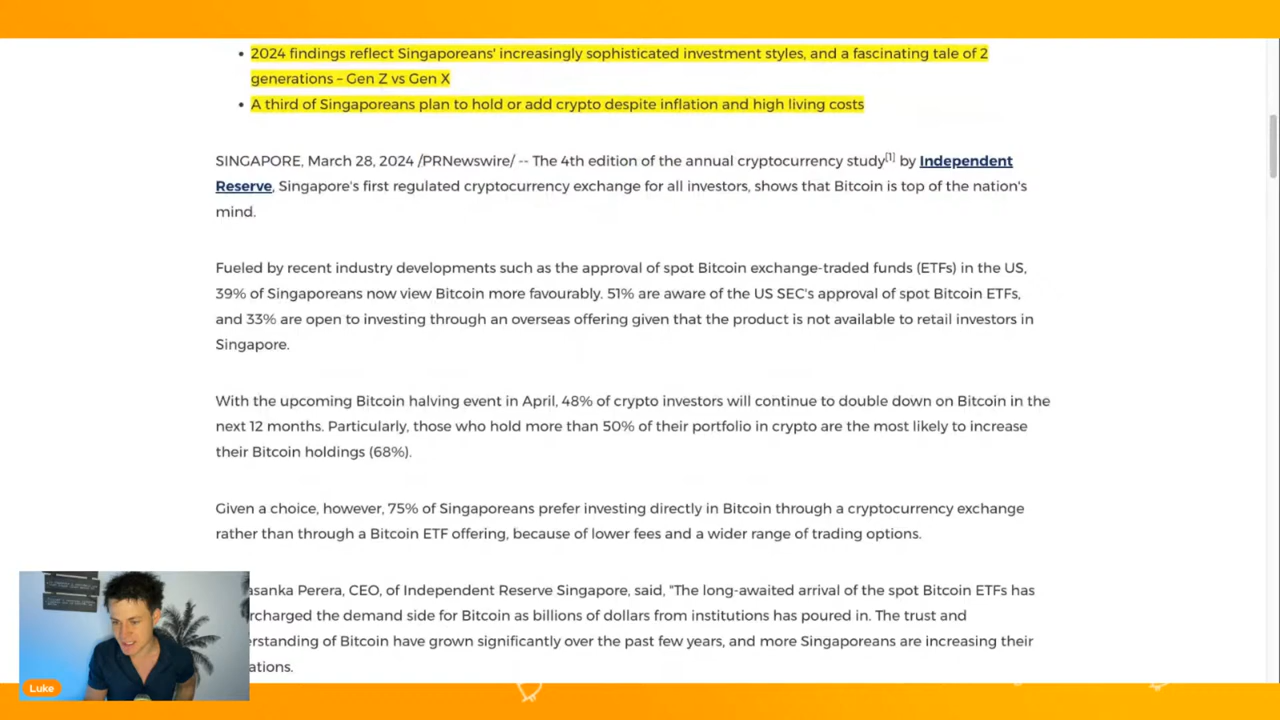 • 2024 findings reflect Singaporeans' increasingly sophisticated investment styles, and a fascinating tale of 2
generations – Gen Z vs Gen X
• A third of Singaporeans plan to hold or add crypto despite inflation and high living costs
SINGAPORE, March 28, 2024 /PRNewswire/ -- The 4th edition of the annual cryptocurrency study[1] by Independent
Reserve, Singapore's first regulated cryptocurrency exchange for all investors, shows that Bitcoin is top of the nation's
mind.
Fueled by recent industry developments such as the approval of spot Bitcoin exchange-traded funds (ETFs) in the US,
39% of Singaporeans now view Bitcoin more favourably. 51% are aware of the US SEC's approval of spot Bitcoin ETFs,
and 33% are open to investing through an overseas offering given that the product is not available to retail investors in
Singapore.
With the upcoming Bitcoin halving event in April, 48% of crypto investors will continue to double down on Bitcoin in the
next 12 months. Particularly, those who hold more than 50% of their portfolio in crypto are the most likely to increase
their Bitcoin holdings (68%).
Given a choice, however, 75% of Singaporeans prefer investing directly in Bitcoin through a cryptocurrency exchange
rather than through a Bitcoin ETF offering, because of lower fees and a wider range of trading options.
asanka Perera, CEO, of Independent Reserve Singapore, said, "The long-awaited arrival of the spot Bitcoin ETFs has
rcharged the demand side for Bitcoin as billions of dollars from institutions has poured in. The trust and
rstanding of Bitcoin have grown significantly over the past few years, and more Singaporeans are increasing their
ations.
Luke